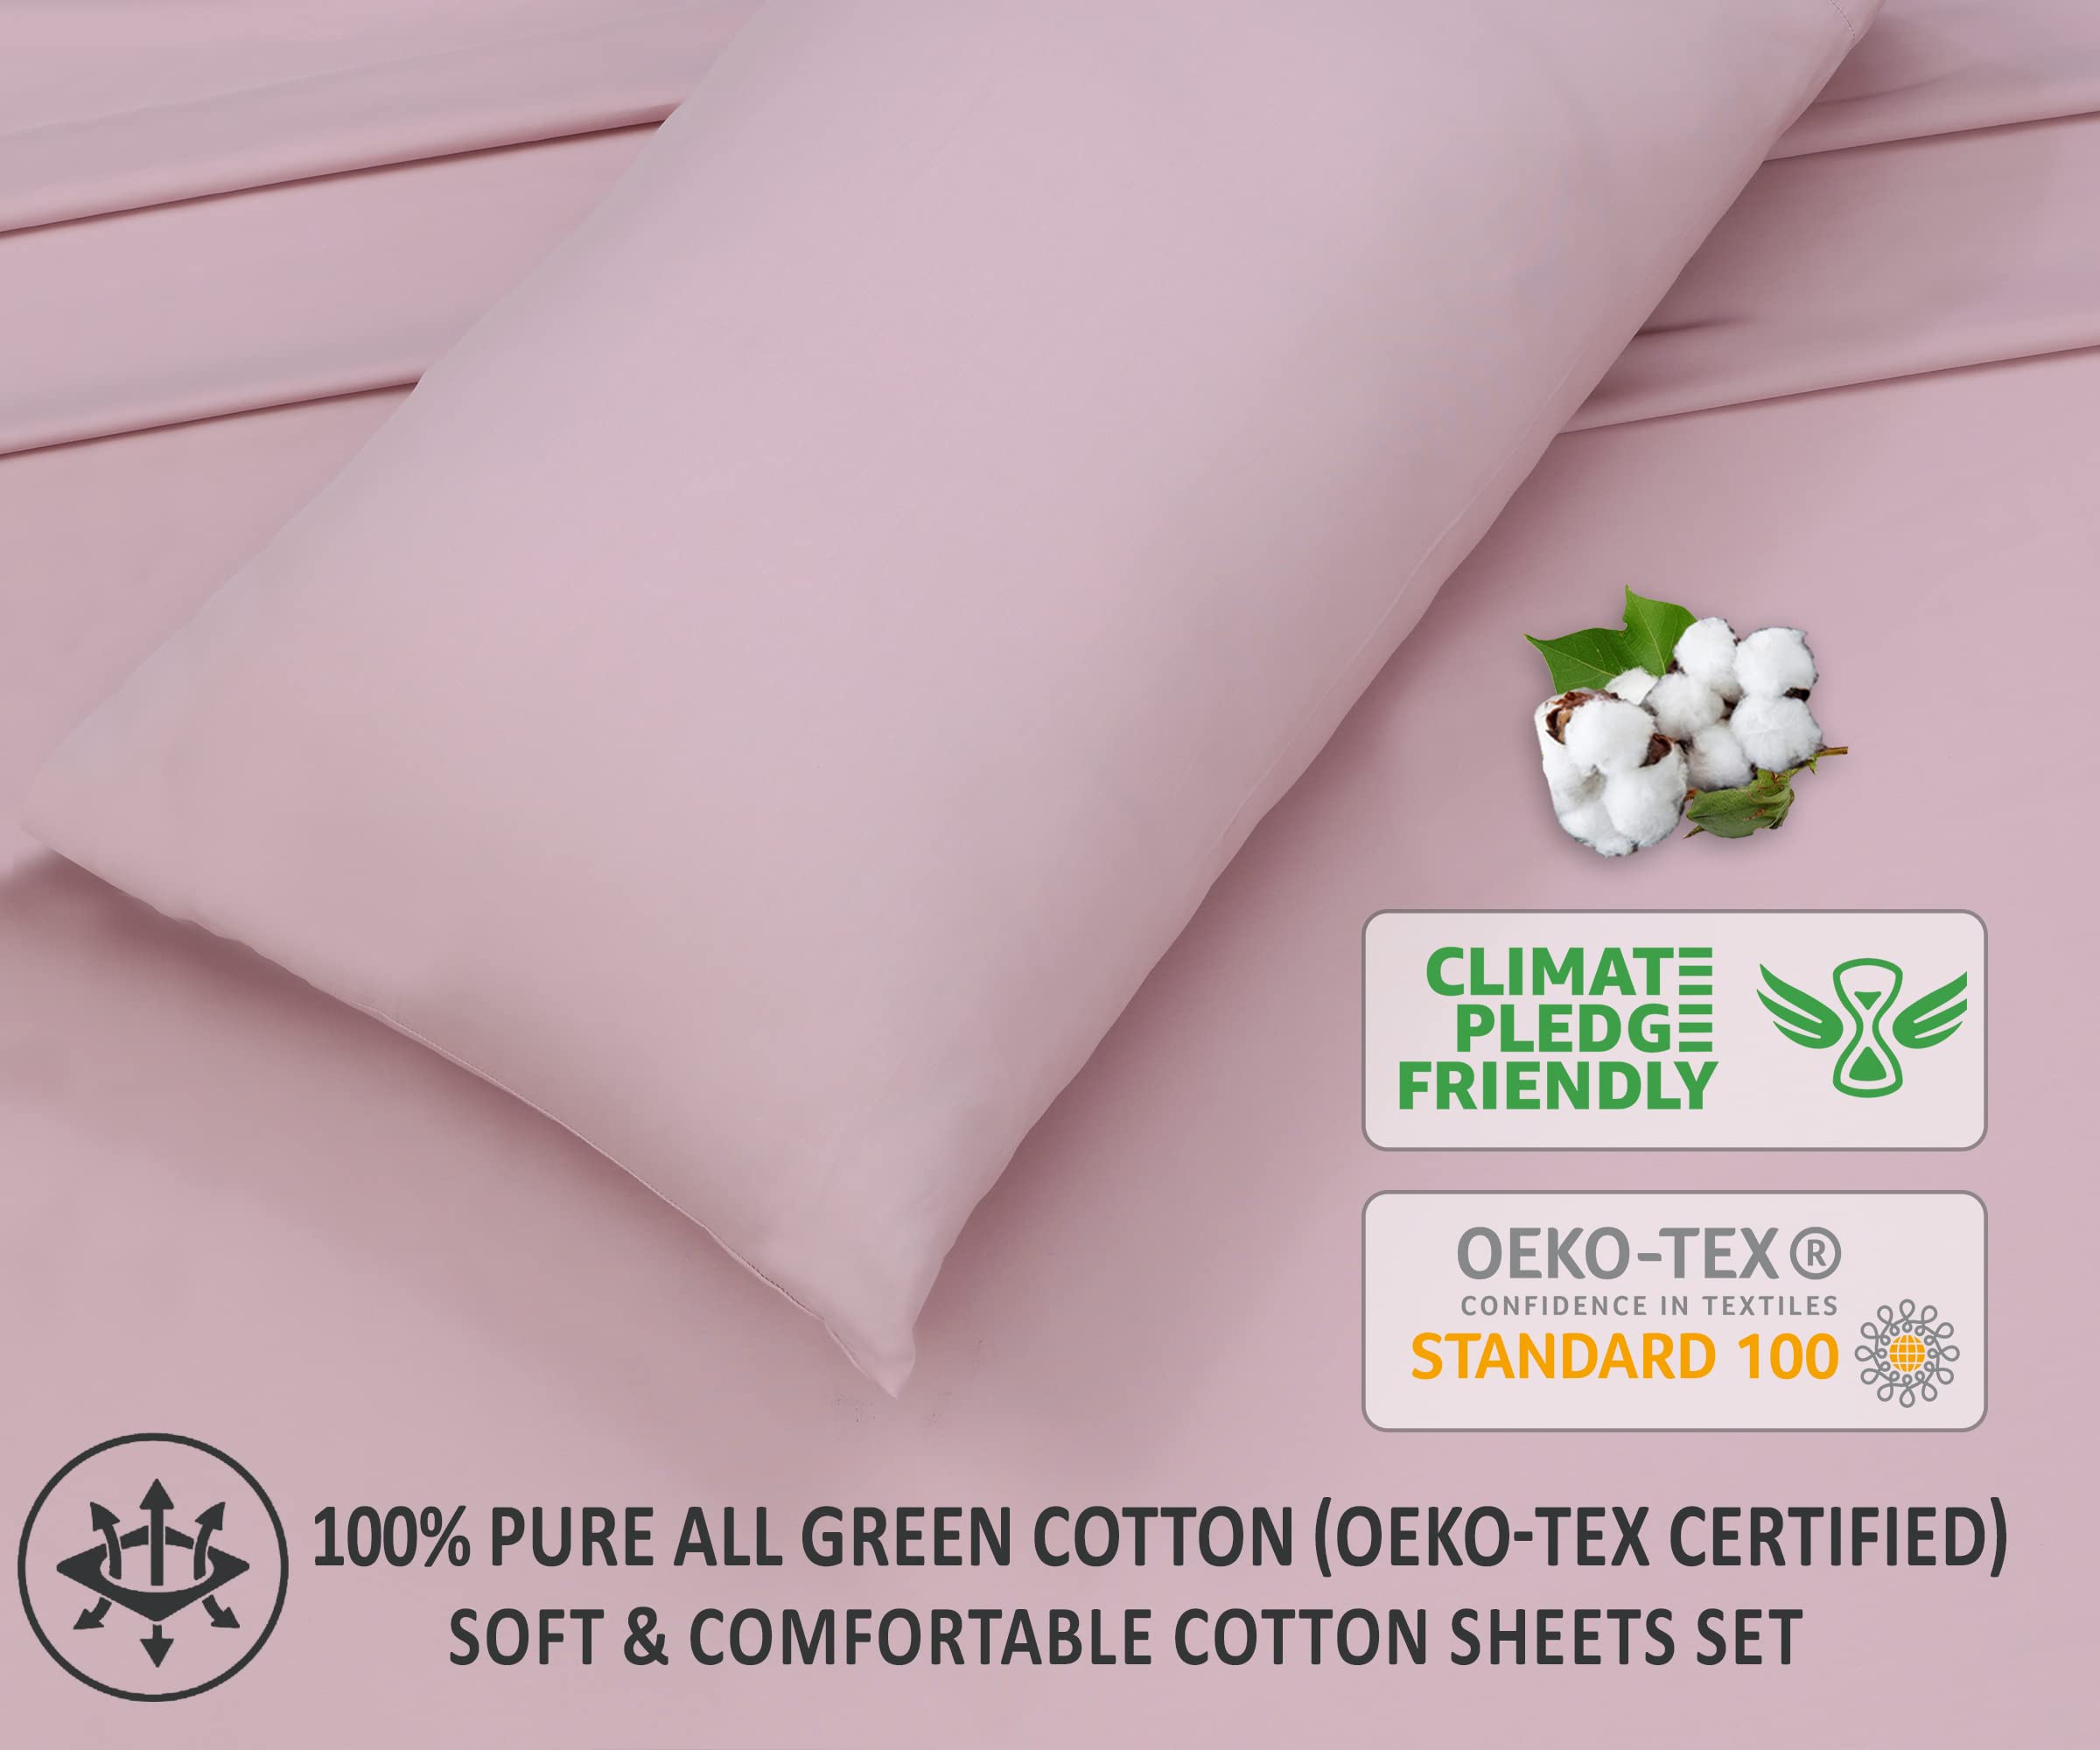 CLIMATE
PLEDGE
FRIENDLY
OEKO-TEX®
CONFIDENCE IN TEXTILES
STANDARD 100
100% PURE ALL GREEN COTTON (OEKO-TEX CERTIFIED)
SOFT & COMFORTABLE COTTON SHEETS SET